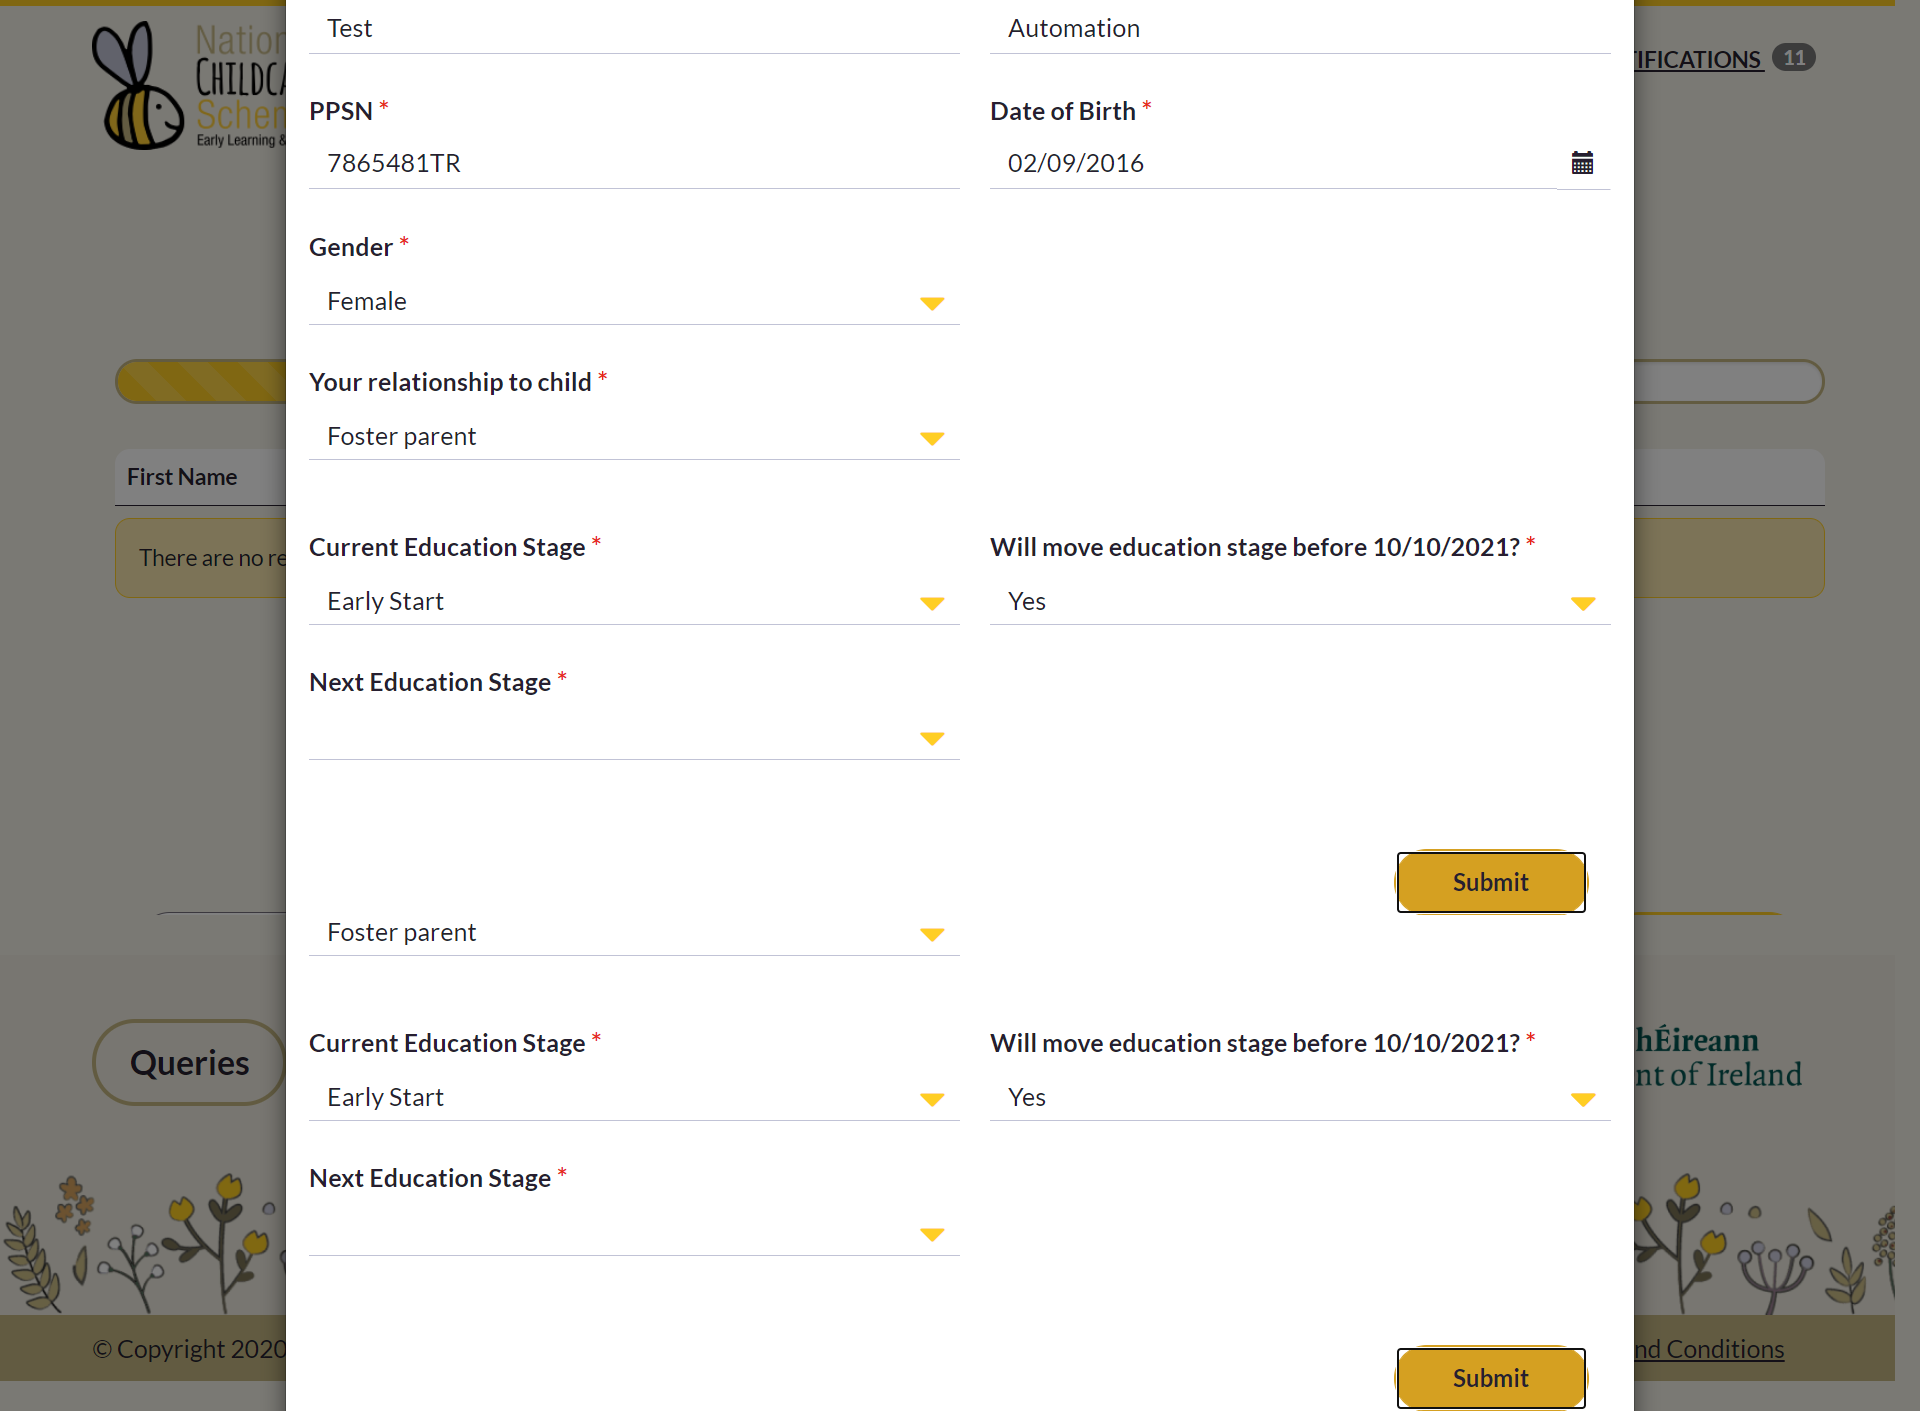 Nation
CHILDCA
Schem
Early Learning &
TIFICATIONS 11
Test
Automation
PPSN *
Date of Birth *
7865481TR
02/09/2016
Gender *
Female
Your relationship to child *
Foster parent
First Name
There are no re
Current Education Stage *
Will move education stage before 10/10/2021? *
Early Start
Yes
Next Education Stage *
Submit
Foster parent
Current Education Stage *
Will move education stage before 10/10/2021? *
Early Start
Yes
Next Education Stage *
Queries
hÉireann
nt of Ireland
© Copyright 2020
nd Conditions
Submit